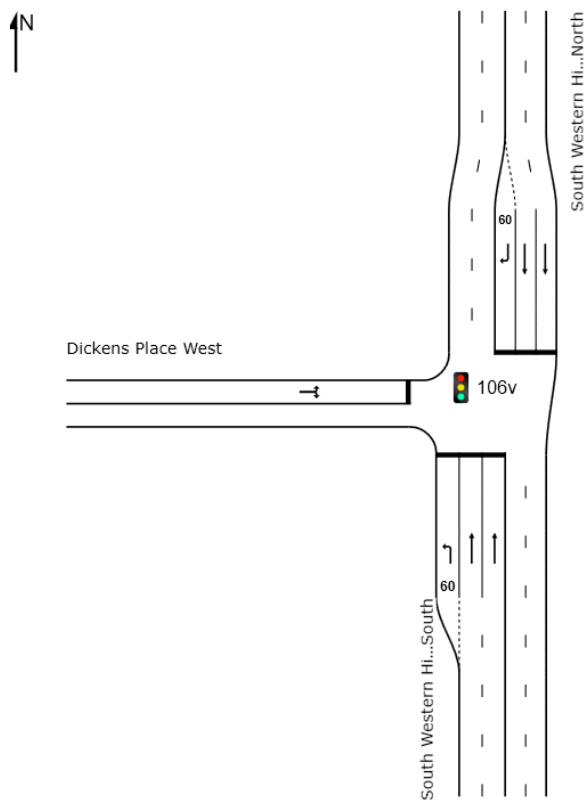 N
South Western Hi...North
60
Dickens Place West
106v
60
South Western Hi...South